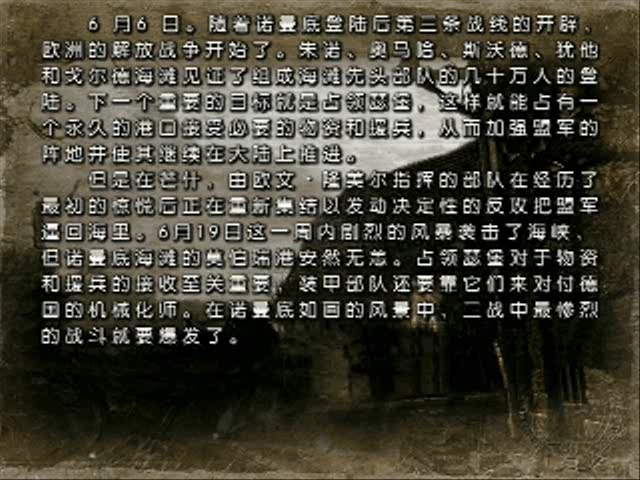 6 月6 日。随着诺曼底登陆后第三条战线的开辟、
欧洲的解放战争开始了。朱诺、奥马哈、斯沃德、犹他
和戈尔德海滩见证了组成海滩先头部队的几十万人的登
陆。下一个重要的目标就是占领瑟堡，这样就能占有一
个永久的港口接受必要的物资和援兵，从而加强盟军的
阵地并使其继续在大陆上推进。
但是在芒什，由欧文·隆美尔指挥的部队在经历了
最初的惊慌后正在重新集结以发动决定性的反攻把盟军
逼回海里。6月19日这一周内剧烈的风暴袭击了海峡、
但诺曼底海滩的莫伯瑞港安然无恙。占领瑟堡对于物资
和援兵的接收至关重要，装甲部队还要靠它们来对付德
国的机械化师。在诺曼底如画的风景中、二战中最惨烈
的战斗就要爆发了。